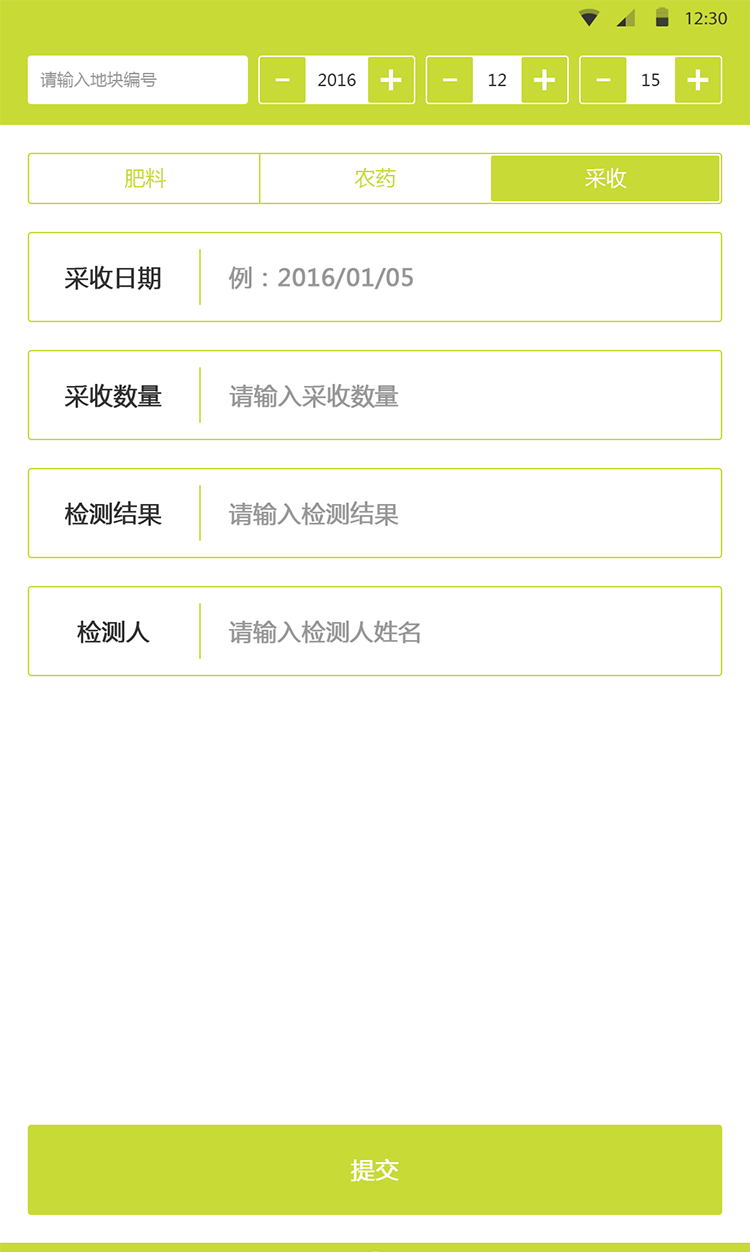 12:30
请输入地块编号 − 2016 + − 12 + − 15 +
肥料 农药 采收
采收日期 例：2016/01/05
采收数量 请输入采收数量
检测结果 请输入检测结果
检测人 请输入检测人姓名
提交